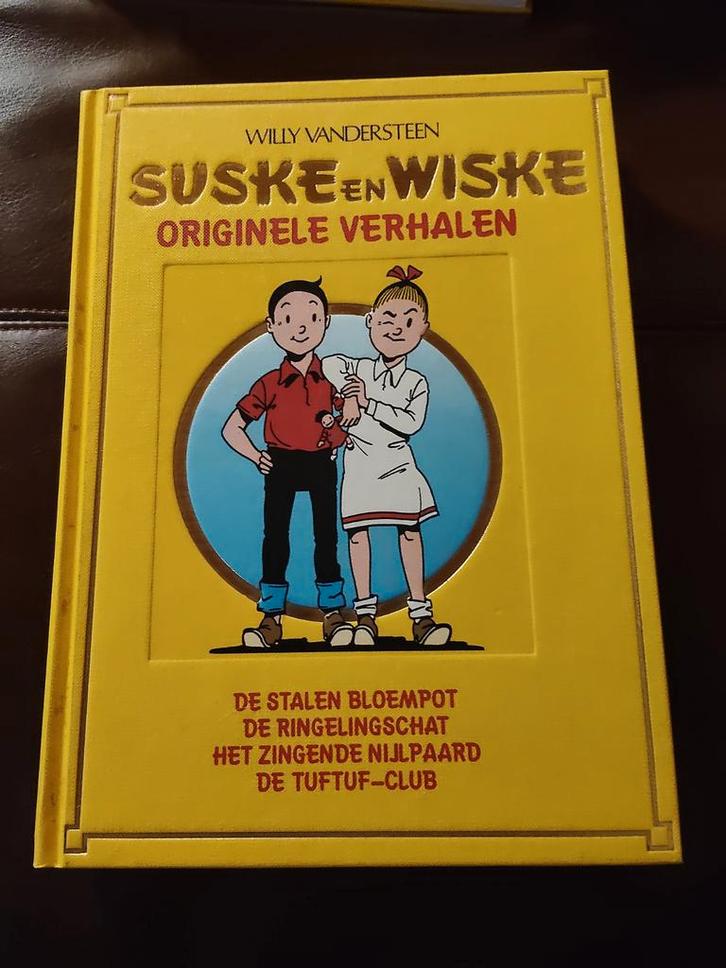 WILLY VANDERSTEEN
SUSKE EN WISKE
ORIGINELE VERHALEN
DE STALEN BLOEMPOT
DE RINGELINGSCHAT
HET ZINGENDE NIJLPAARD
DE TUFTUF-CLUB